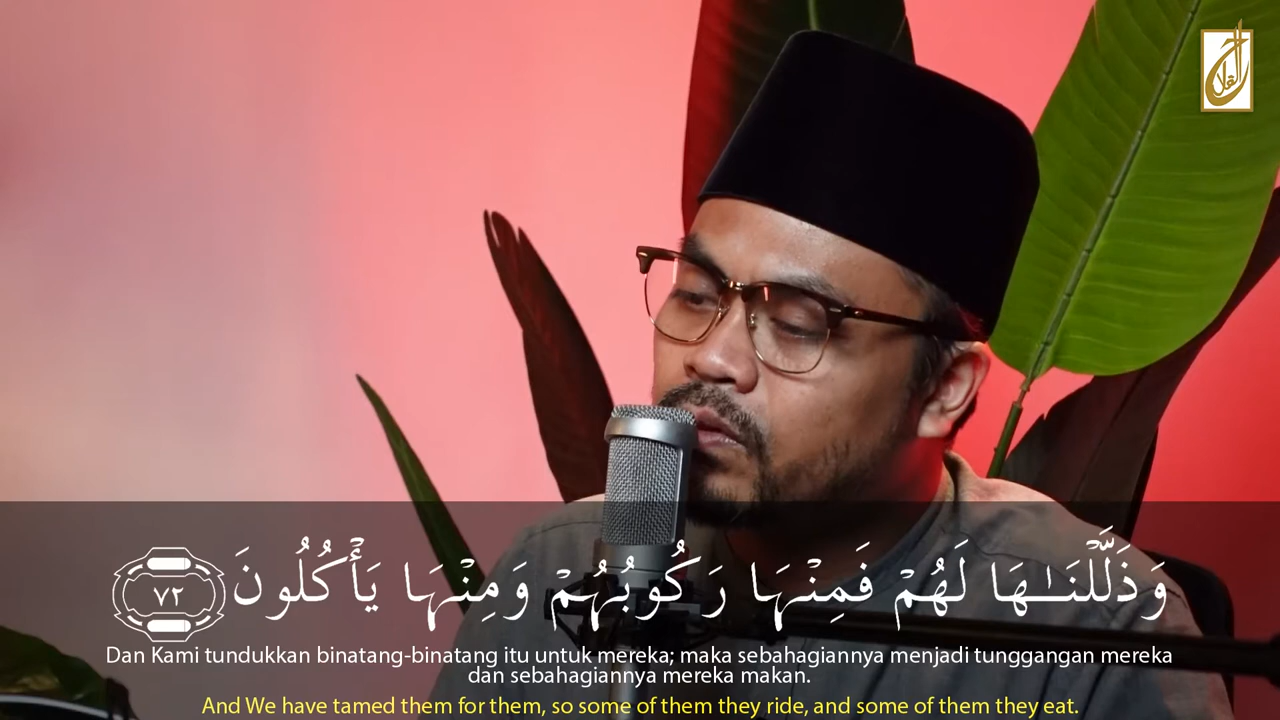 وَذَلَّلْنَـٰهَا لَهُمْ فَمِنْهَا رَكُوبُهُمْ وَمِنْهَا يَأْكُلُونَ ٧٢
Dan Kami tundukkan binatang-binatang itu untuk mereka; maka sebahagiannya menjadi tunggangan mereka
dan sebahagiannya mereka makan.
And We have tamed them for them, so some of them they ride, and some of them they eat.